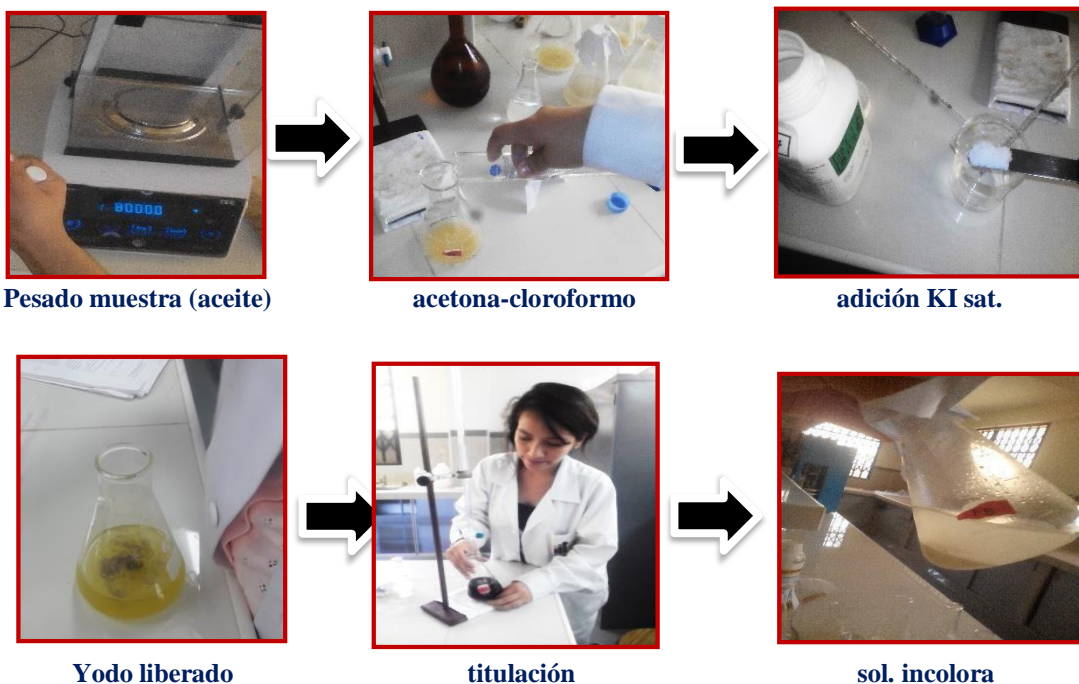 Pesado muestra (aceite)
acetona-cloroformo
adición KI sat.
Yodo liberado
titulación
sol. incolora